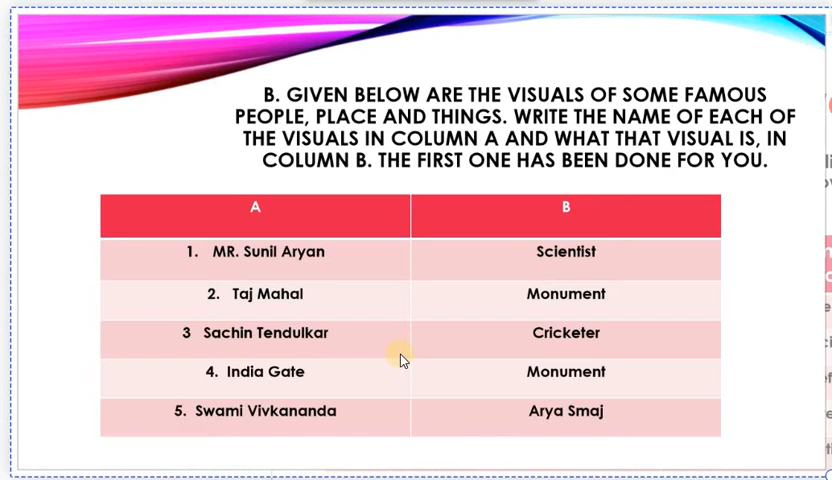 B. GIVEN BELOW ARE THE VISUALS OF SOME FAMOUS
PEOPLE, PLACE AND THINGS. WRITE THE NAME OF EACH OF
THE VISUALS IN COLUMN A AND WHAT THAT VISUAL IS, IN
COLUMN B. THE FIRST ONE HAS BEEN DONE FOR YOU.
A B
1. MR. Sunil Aryan Scientist
2. Taj Mahal Monument
3 Sachin Tendulkar Cricketer
4. India Gate Monument
5. Swami Vivkananda Arya Smaj